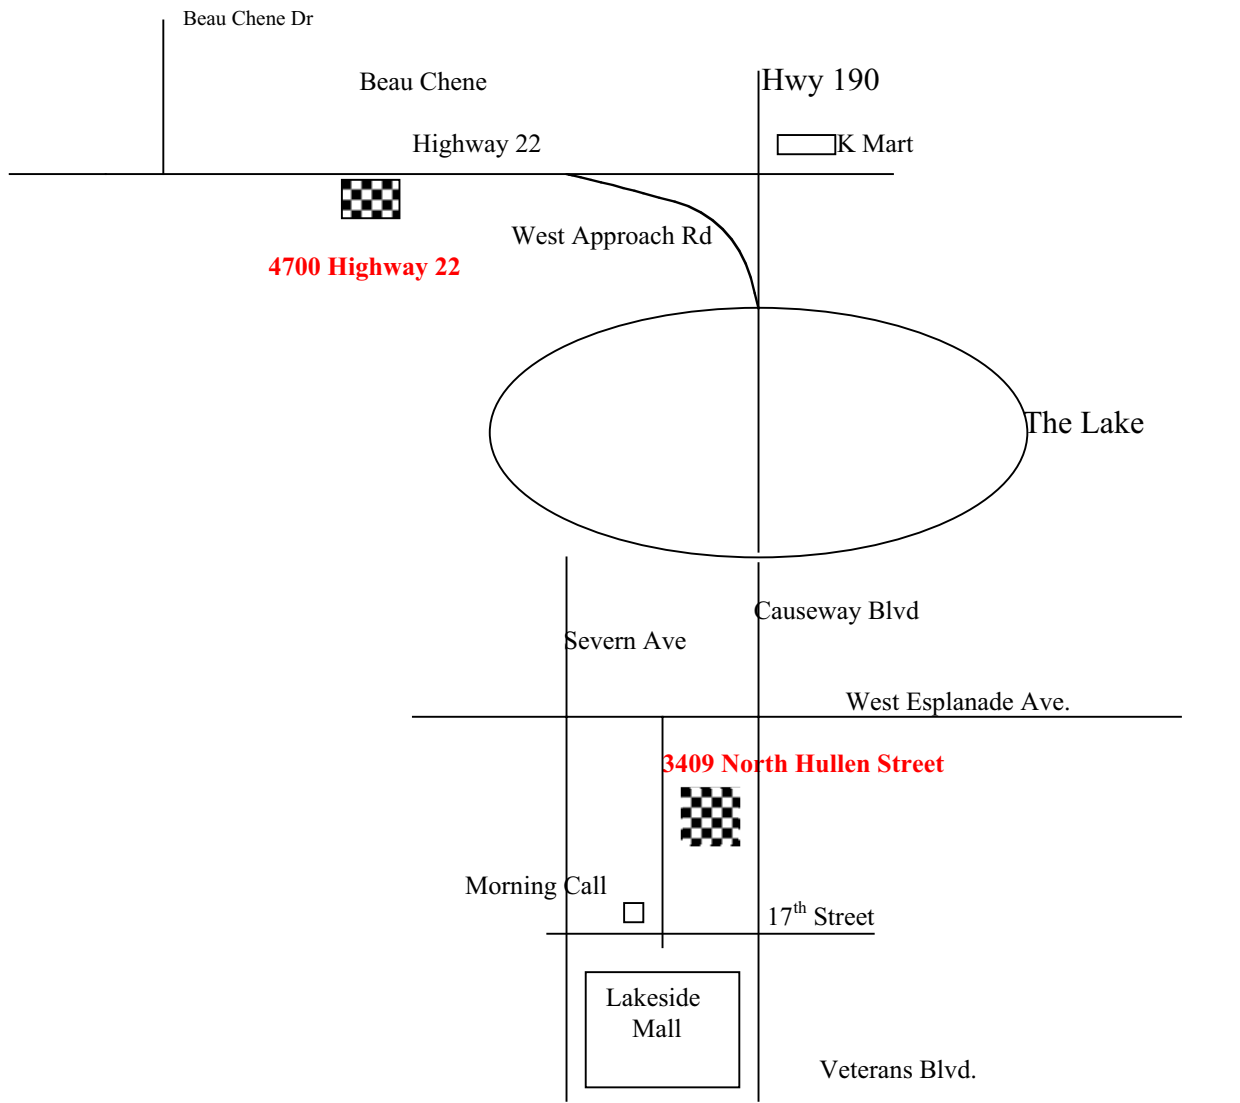 Beau Chene Dr
Beau Chene
Hwy 190
Highway 22
K Mart
West Approach Rd
4700 Highway 22
The Lake
Causeway Blvd
Severn Ave
West Esplanade Ave.
3409 North Hullen Street
Morning Call
17th Street
Lakeside
Mall
Veterans Blvd.